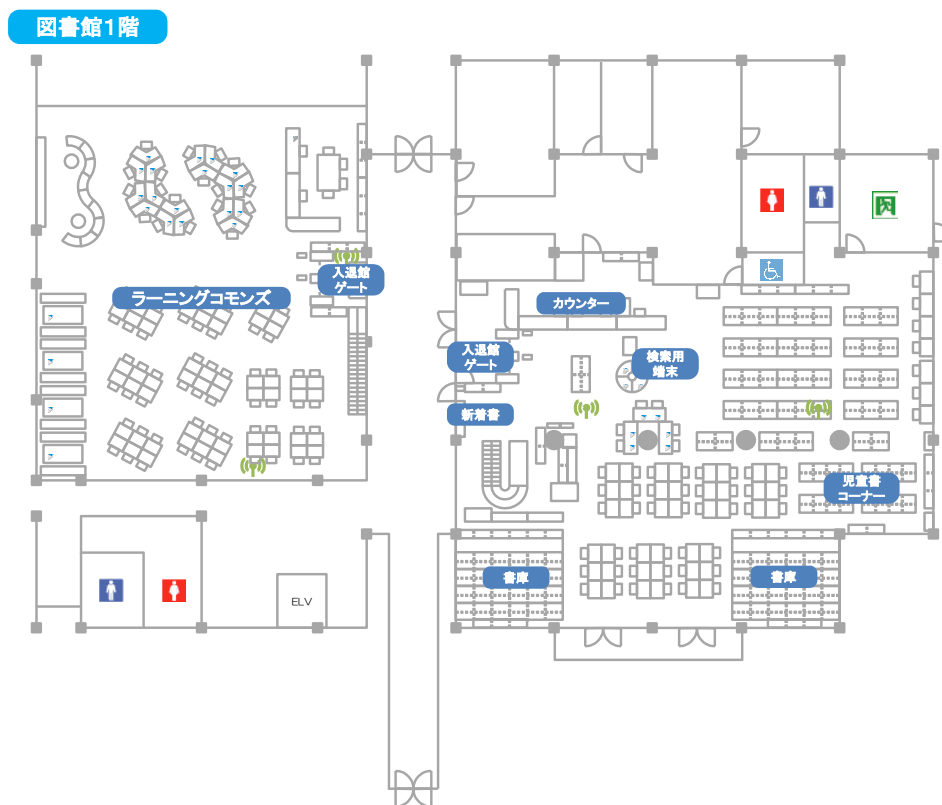 図書館1階
入退館
ゲート
ラーニングコモンズ
カウンター
入退館
ゲート
検索用
端末
新着書
児童書
コーナー
書庫
書庫
ELV